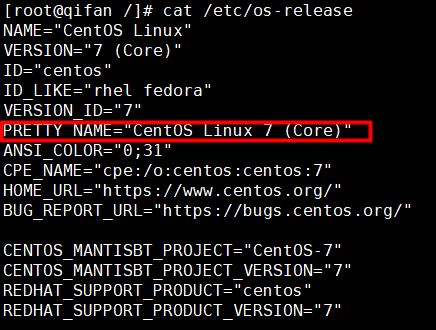 [root@qifan /]# cat /etc/os-release
NAME="CentOS Linux"
VERSION="7 (Core)"
ID="centos"
ID_LIKE="rhel fedora"
VERSION_ID="7"
PRETTY_NAME="CentOS Linux 7 (Core)"
ANSI_COLOR="0;31"
CPE_NAME="cpe:/o:centos:centos:7"
HOME_URL="https://www.centos.org/"
BUG_REPORT_URL="https://bugs.centos.org/"
CENTOS_MANTISBT_PROJECT="CentOS-7"
CENTOS_MANTISBT_PROJECT_VERSION="7"
REDHAT_SUPPORT_PRODUCT="centos"
REDHAT_SUPPORT_PRODUCT_VERSION="7"